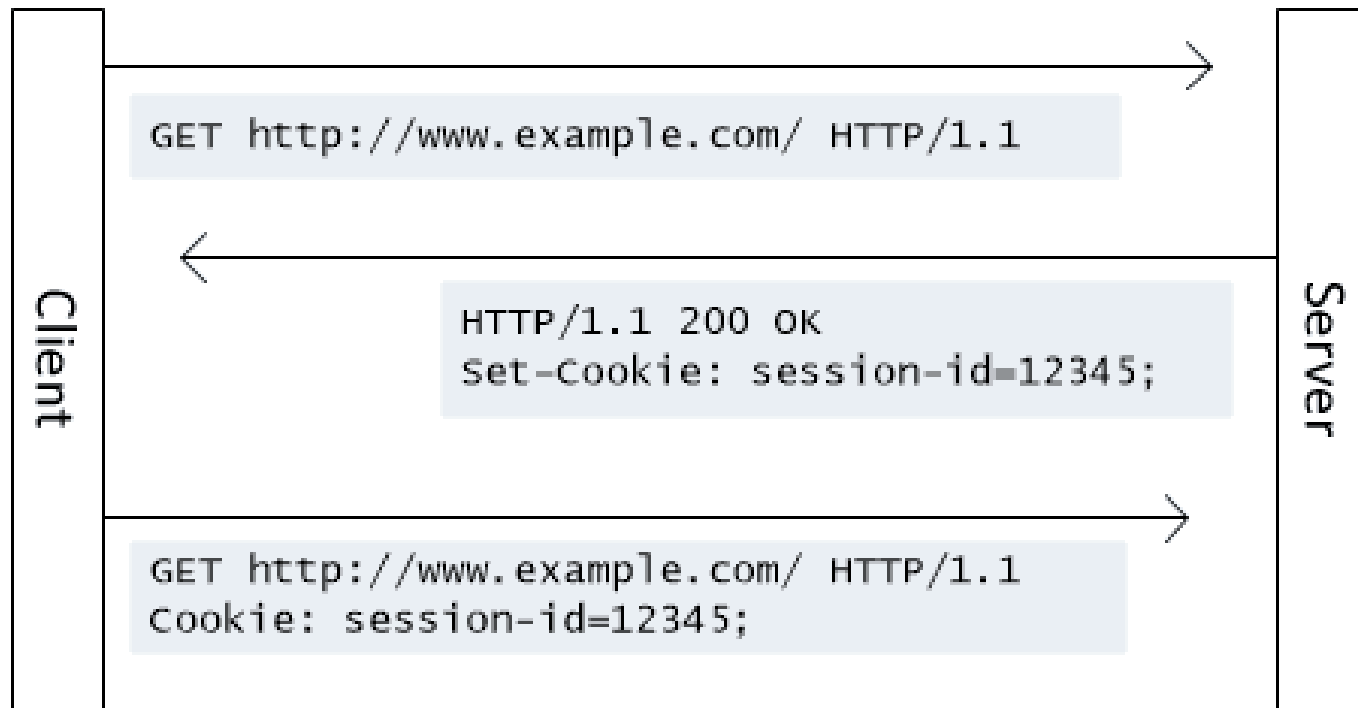 GET http://www.example.com/ HTTP/1.1
Client
HTTP/1.1 200 OK
Set-Cookie: session-id=12345;
Server
GET http://www.example.com/ HTTP/1.1
Cookie: session-id=12345;